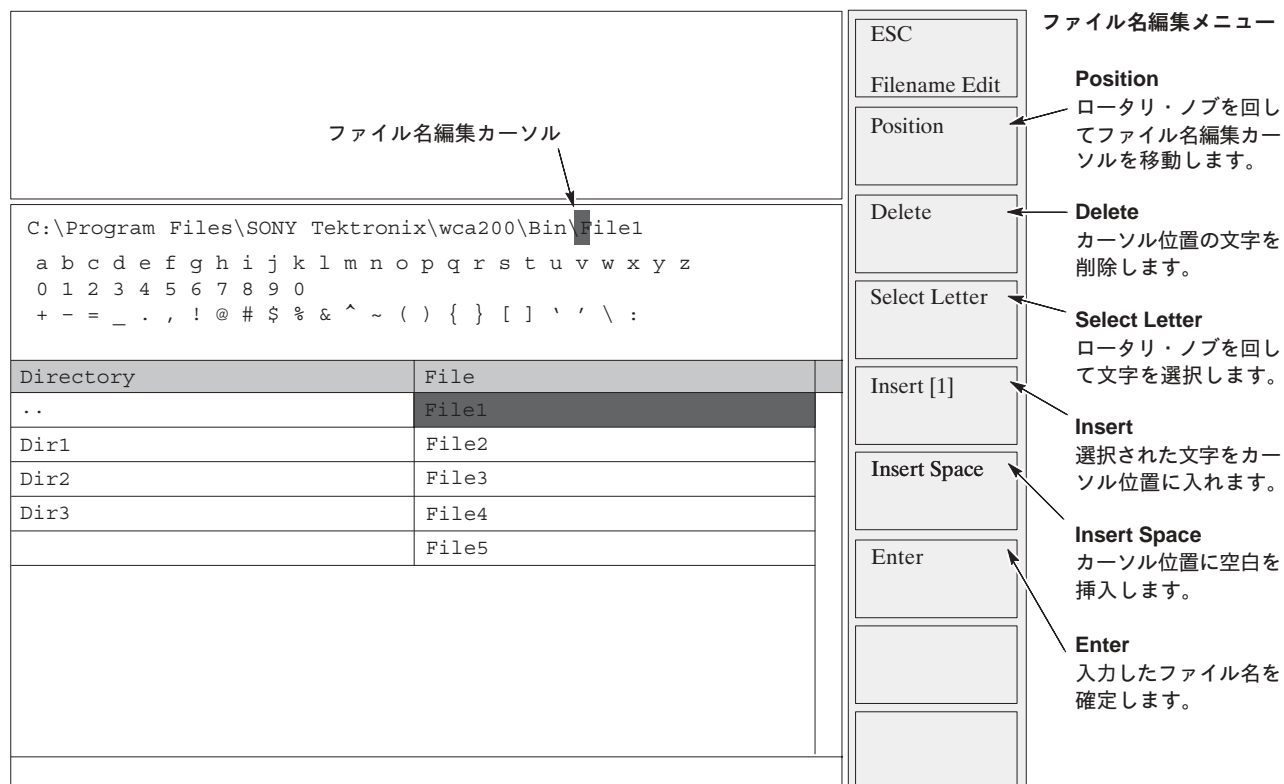 ファイル名編集カーソル
C:\Program Files\SONY Tektronix\wca200\Bin\File1
a b c d e f g h i j k l m n o p q r s t u v w x y z
0 1 2 3 4 5 6 7 8 9 0
+ − = _ . , ! @ # $ % & ^ ~ ( ) { } [ ] ‘ ’ \ :
Directory File
.. File1
Dir1 File2
Dir2 File3
Dir3 File4
File5
ESC
Filename Edit
Position
Delete
Select Letter
Insert [1]
Insert Space
Enter
ファイル名編集メニュー
Position
ロータリ・ノブを回し
てファイル名編集カー
ソルを移動します。
Delete
カーソル位置の文字を
削除します。
Select Letter
ロータリ・ノブを回し
て文字を選択します。
Insert
選択された文字をカー
ソル位置に入れます。
Insert Space
カーソル位置に空白を
挿入します。
Enter
入力したファイル名を
確定します。